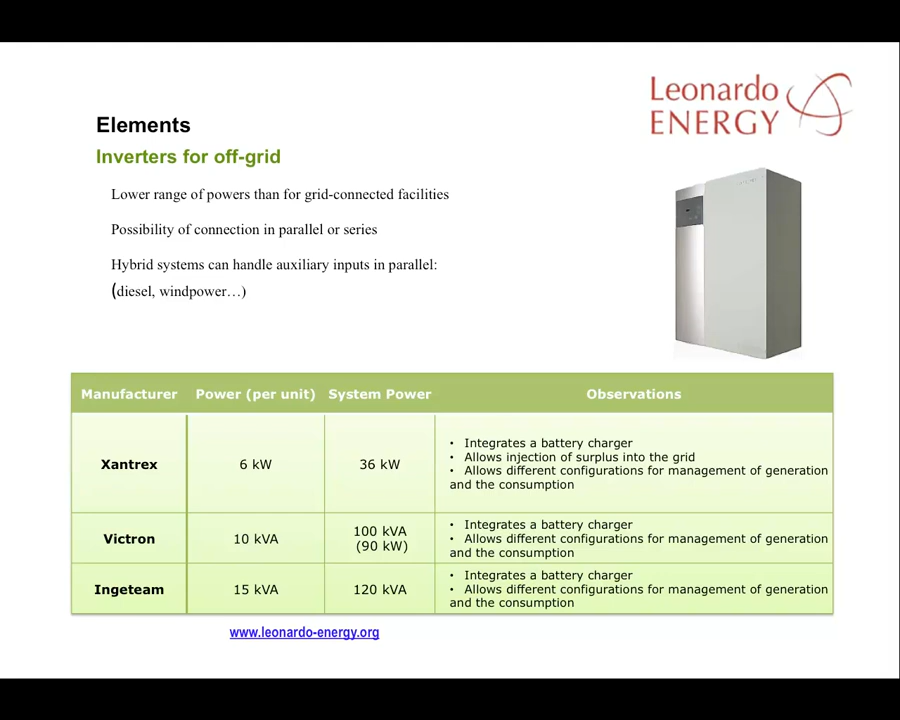 Leonardo
ENERGY
Elements
Inverters for off-grid
Lower range of powers than for grid-connected facilities
Possibility of connection in parallel or series
Hybrid systems can handle auxiliary inputs in parallel:
(diesel, windpower…)
Manufacturer Power (per unit) System Power Observations
Xantrex 6 kW 36 kW
• Integrates a battery charger
• Allows injection of surplus into the grid
• Allows different configurations for management of generation
and the consumption
Victron 10 kVA 100 kVA
(90 kW)
• Integrates a battery charger
• Allows different configurations for management of generation
and the consumption
Ingeteam 15 kVA 120 kVA
• Integrates a battery charger
• Allows different configurations for management of generation
and the consumption
www.leonardo-energy.org